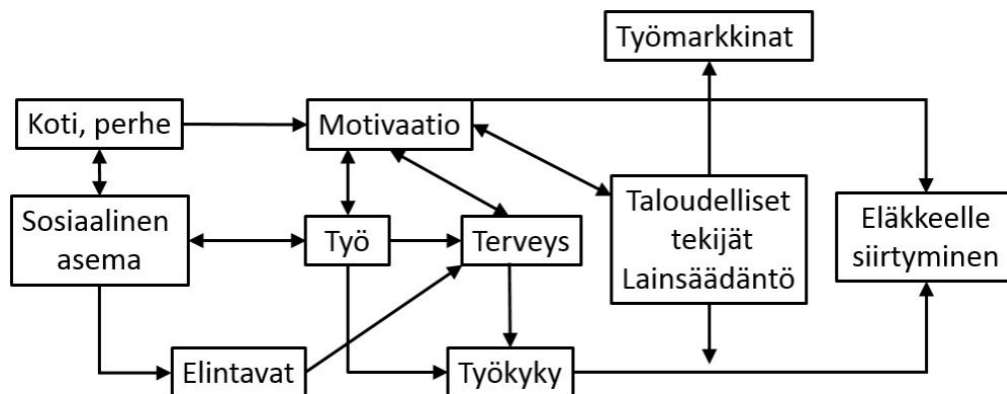 Työmarkkinat
Koti, perhe
Motivaatio
Sosiaalinen
asema
Työ
Terveys
Taloudelliset
tekijät
Lainsäädäntö
Eläkkeelle
siirtyminen
Elintavat
Työkyky